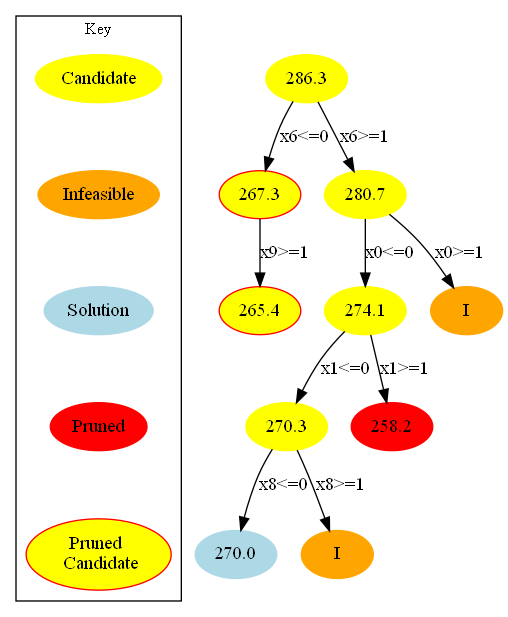 Key
Candidate
Infeasible
Solution
Pruned
Pruned
Candidate
286.3
x6<=0
x6>=1
267.3
280.7
x9>=1
x0<=0
x0>=1
265.4
274.1
I
x1<=0
x1>=1
270.3
258.2
x8<=0
x8>=1
270.0
I